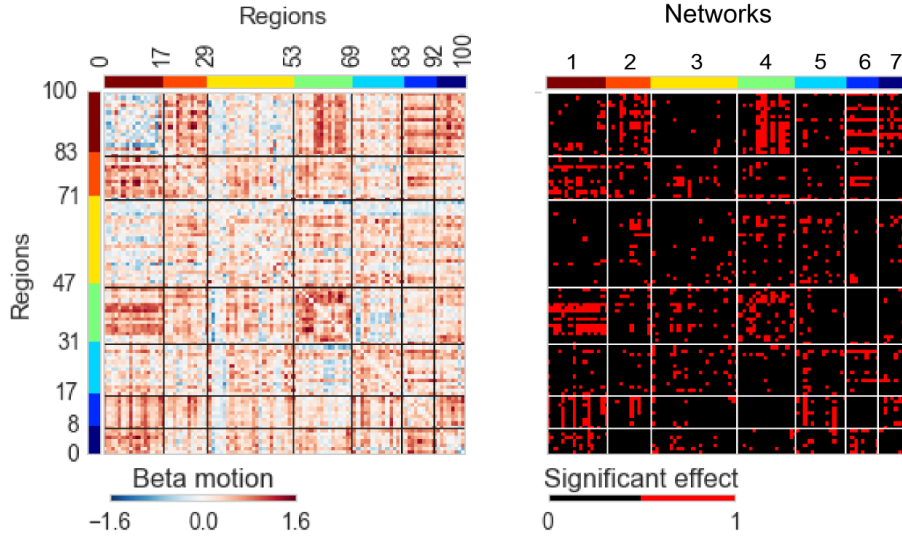 Regions
Networks
0 17 29 53 69 83 92 100
1 2 3 4 5 6 7
100
83
71
47
31
17
8
0
Regions
Beta motion
−1.6 0.0 1.6
Significant effect
0 1